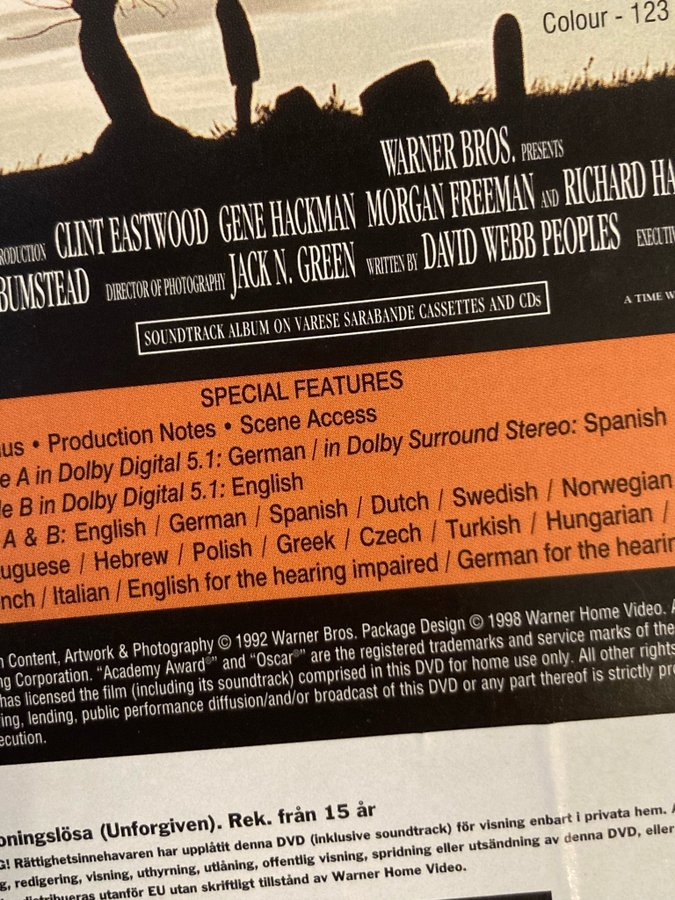 Colour - 123
WARNER BROS. PRESENTS
CLINT EASTWOOD GENE HACKMAN MORGAN FREEMAN AND RICHARD HA
BUMSTEAD DIRECTOR OF PHOTOGRAPHY JACK N. GREEN WRITTEN BY DAVID WEBB PEOPLES EXECUTIV
SOUNDTRACK ALBUM ON VARESE SARABANDE CASSETTES AND CDs
A TIME W
SPECIAL FEATURES
us • Production Notes • Scene Access
e A in Dolby Digital 5.1: German / in Dolby Surround Stereo: Spanish
e B in Dolby Digital 5.1: English
A & B: English / German / Spanish / Dutch / Swedish / Norwegian
uguese / Hebrew / Polish / Greek / Czech / Turkish / Hungarian /
nch / Italian / English for the hearing impaired / German for the hearin
Content, Artwork & Photography © 1992 Warner Bros. Package Design © 1998 Warner Home Video. A
ng Corporation. "Academy Award®" and "Oscar®" are the registered trademarks and service marks of the
has licensed the film (including its soundtrack) comprised in this DVD for home use only. All other rights
ing, lending, public performance diffusion/and/or broadcast of this DVD or any part thereof is strictly pro
ecution.
oningslösa (Unforgiven). Rek. från 15 år
G! Rättighetsinnehavaren har upplåtit denna DVD (inklusive soundtrack) för visning enbart i privata hem. A
g, redigering, visning, uthyrning, utlåning, offentlig visning, spridning eller utsändning av denna DVD, eller
distribueras utanför EU utan skriftligt tillstånd av Warner Home Video.